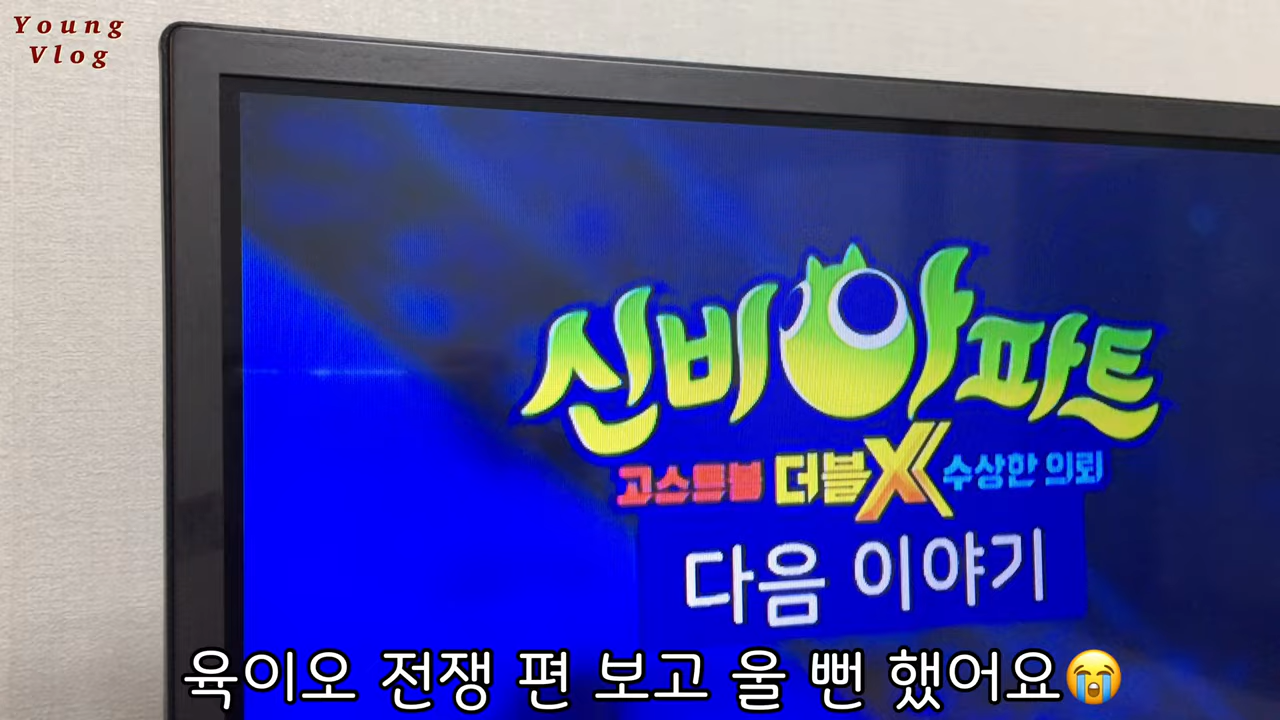 Young
Vlog
신비아파트
고스트볼 더블X 수상한 의뢰
다음 이야기
육이오 전쟁 편 보고 울 뻔 했어요😭